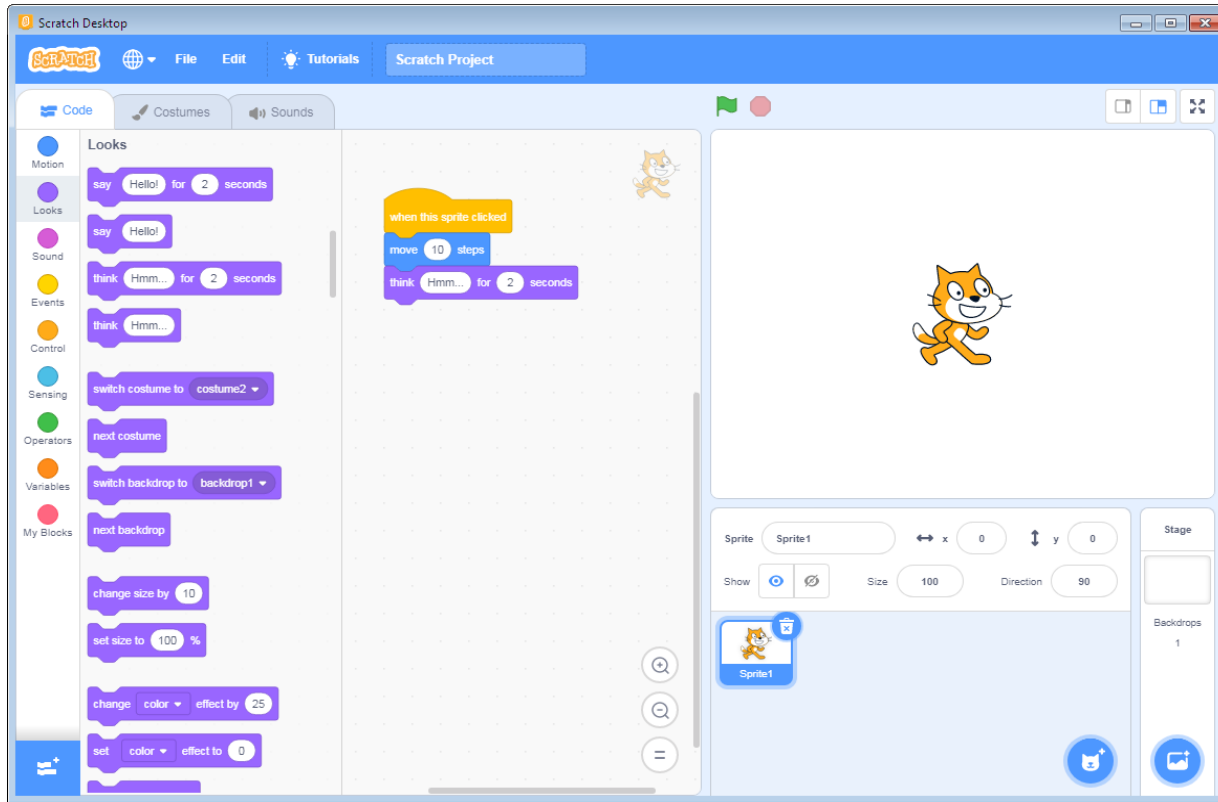 Scratch Desktop
SCRATCH File Edit Tutorials Scratch Project
Code Costumes Sounds
Motion
Looks
Sound
Events
Control
Sensing
Operators
Variables
My Blocks
Looks
say Hello! for 2 seconds
say Hello!
think Hmm... for 2 seconds
think Hmm...
switch costume to costume2
next costume
switch backdrop to backdrop1
next backdrop
change size by 10
set size to 100 %
change color effect by 25
set color effect to 0
when this sprite clicked
move 10 steps
think Hmm... for 2 seconds
Sprite Sprite1 x 0 y 0
Show Size 100 Direction 90
Sprite1
Stage
Backdrops
1